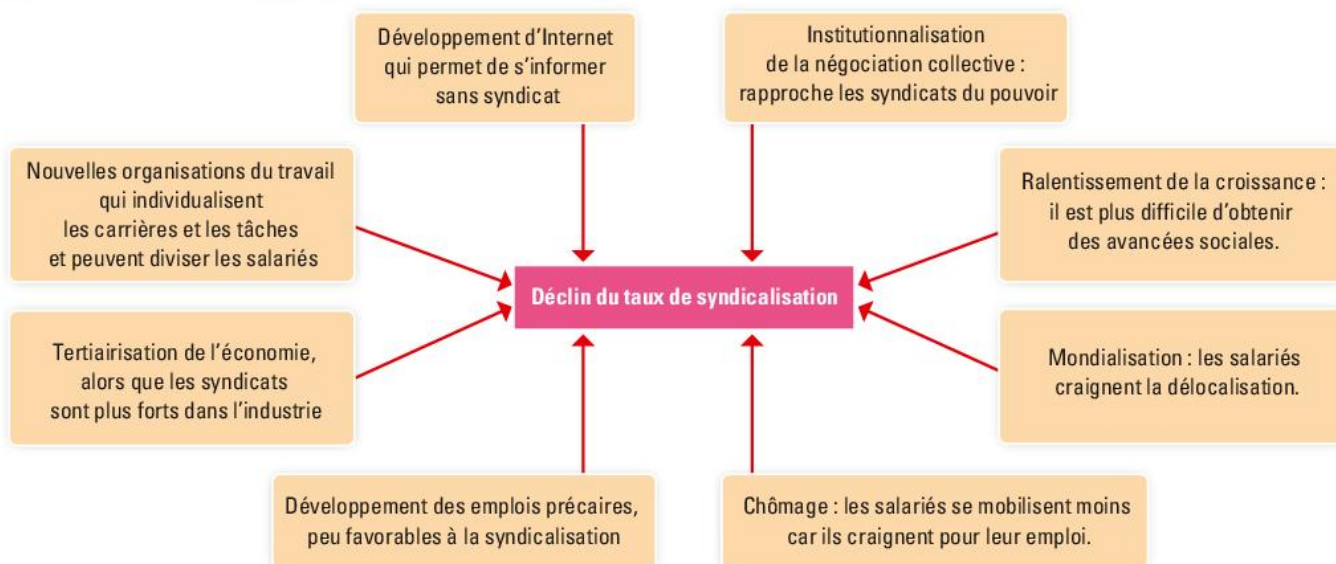 Développement d’Internet
qui permet de s’informer
sans syndicat
Institutionnalisation
de la négociation collective :
rapproche les syndicats du pouvoir
Nouvelles organisations du travail
qui individualisent
les carrières et les tâches
et peuvent diviser les salariés
Ralentissement de la croissance :
il est plus difficile d’obtenir
des avancées sociales.
Déclin du taux de syndicalisation
Tertiairisation de l’économie,
alors que les syndicats
sont plus forts dans l’industrie
Mondialisation : les salariés
craignent la délocalisation.
Développement des emplois précaires,
peu favorables à la syndicalisation
Chômage : les salariés se mobilisent moins
car ils craignent pour leur emploi.